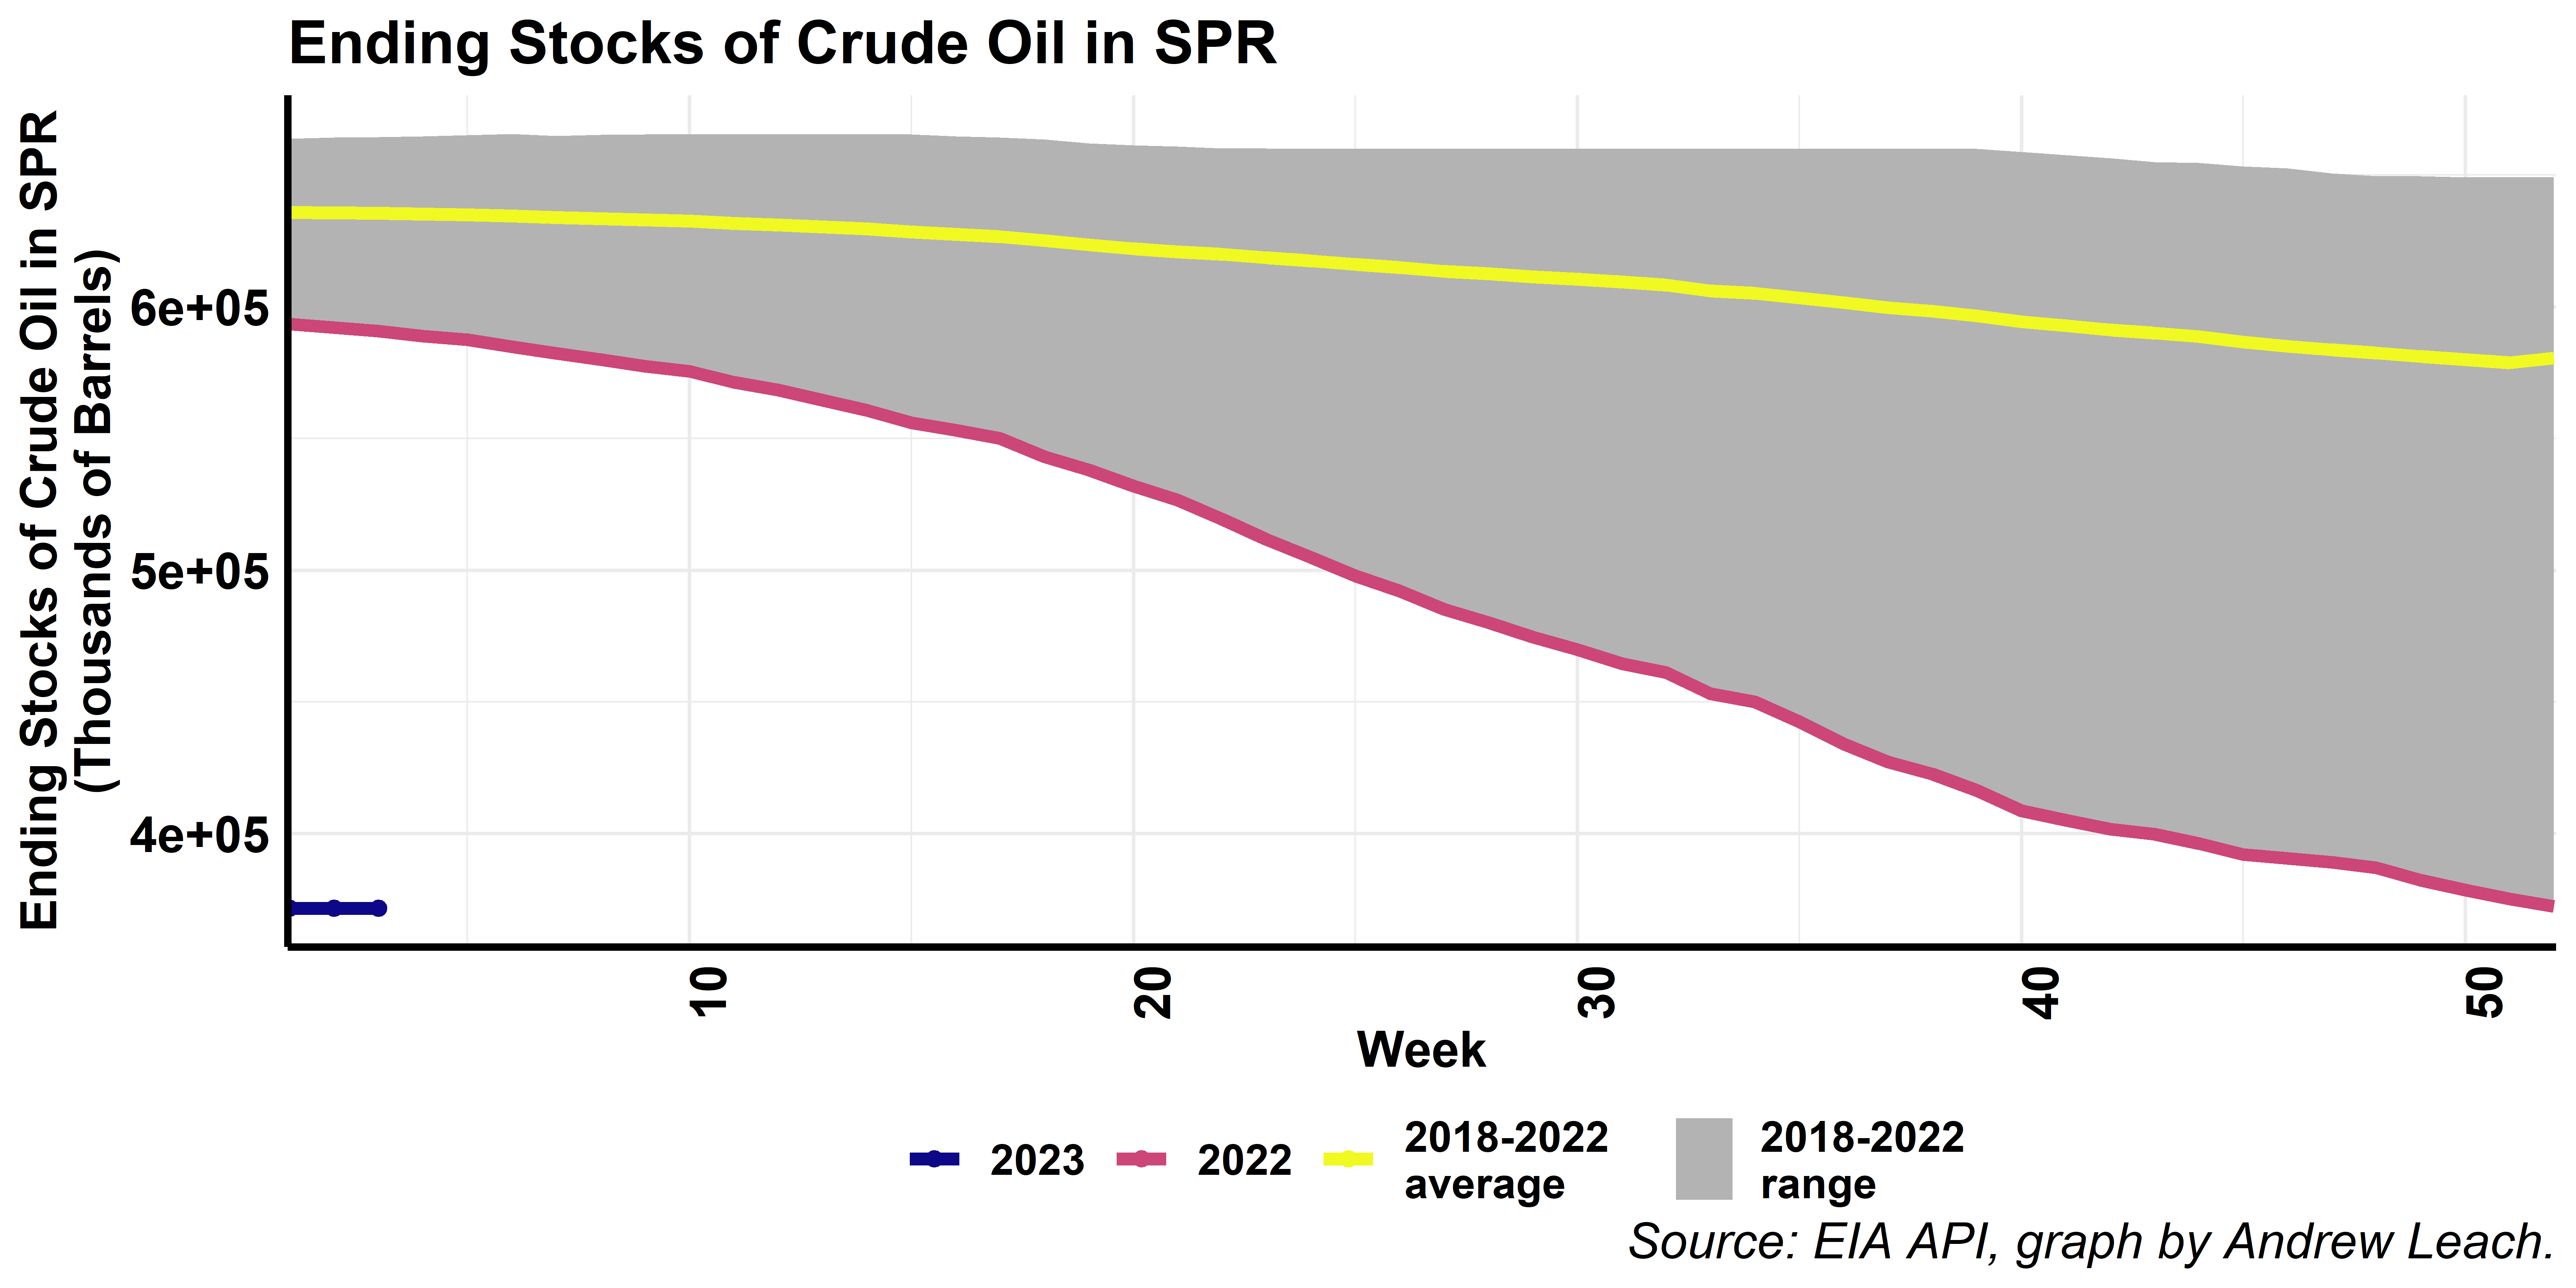 Ending Stocks of Crude Oil in SPR
Ending Stocks of Crude Oil in SPR
(Thousands of Barrels)
6e+05
5e+05
4e+05
10
20
30
40
50
Week
2023
2022
2018-2022
average
2018-2022
range
Source: EIA API, graph by Andrew Leach.